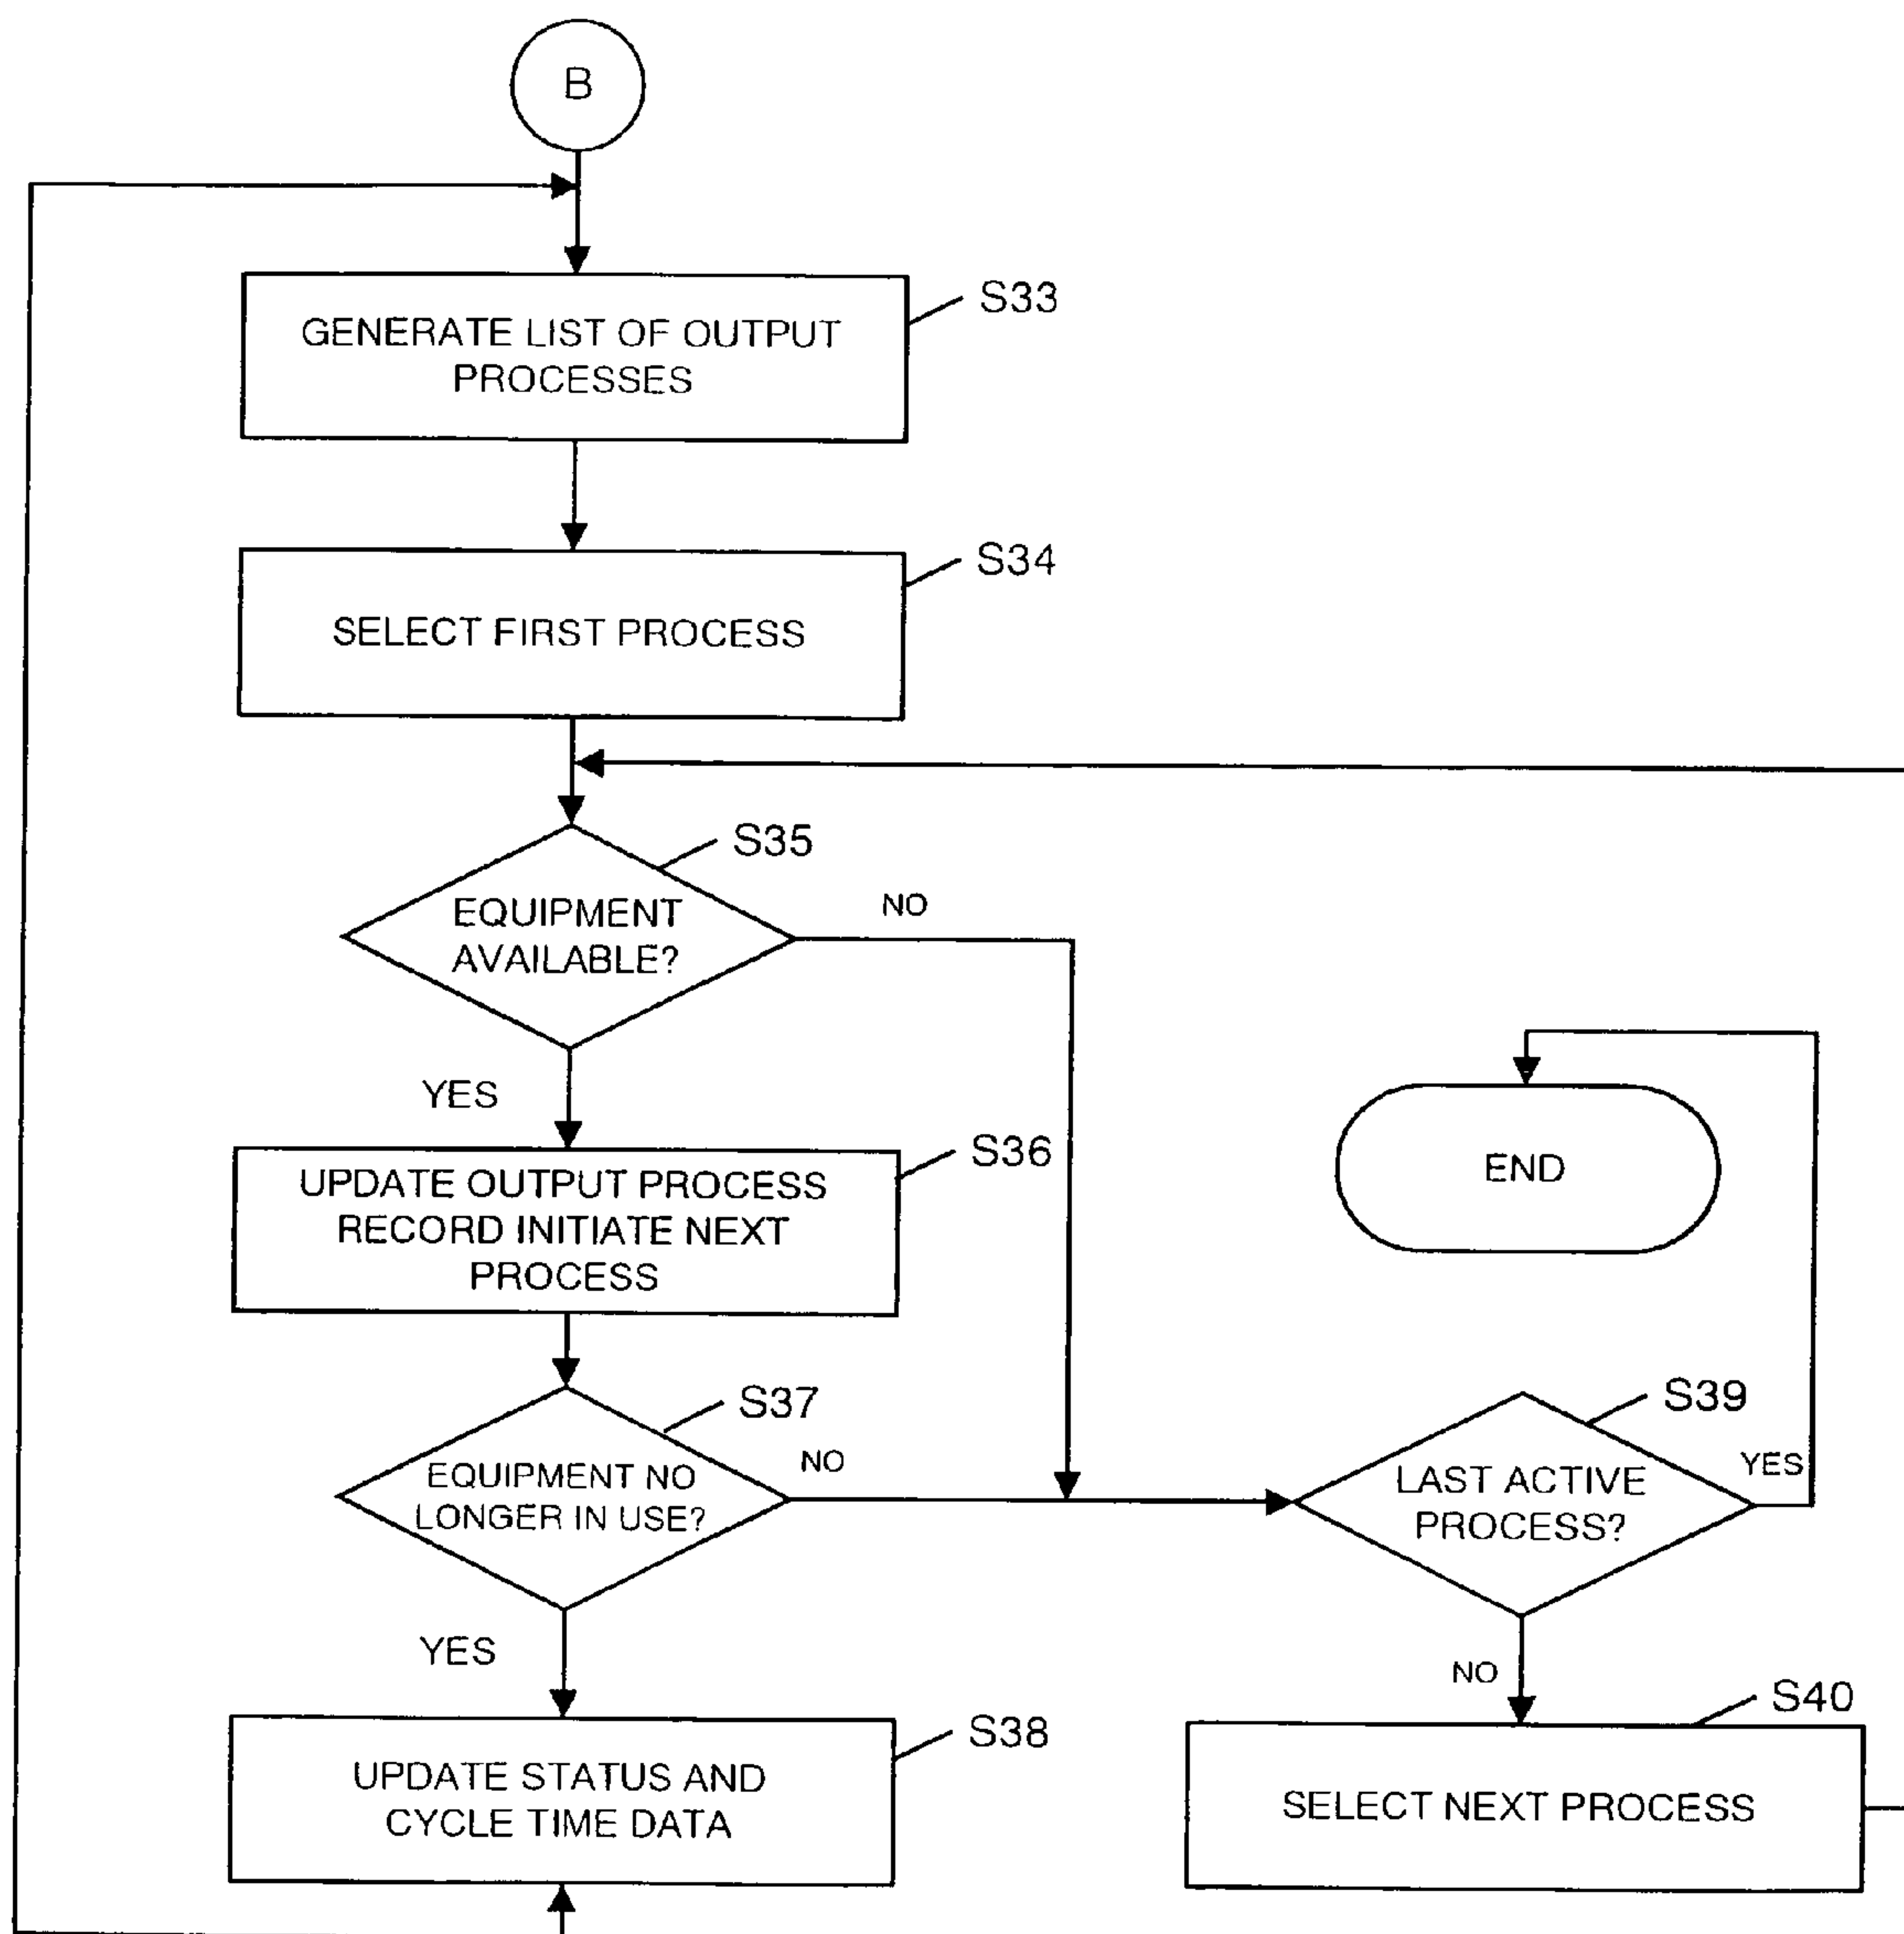 B
S33
GENERATE LIST OF OUTPUT
PROCESSES
S34
SELECT FIRST PROCESS
S35
EQUIPMENT
AVAILABLE?
NO
YES
S36
UPDATE OUTPUT PROCESS
RECORD INITIATE NEXT
PROCESS
END
S37
EQUIPMENT NO
LONGER IN USE?
NO
S39
LAST ACTIVE
PROCESS?
YES
YES
NO
S38
UPDATE STATUS AND
CYCLE TIME DATA
S40
SELECT NEXT PROCESS